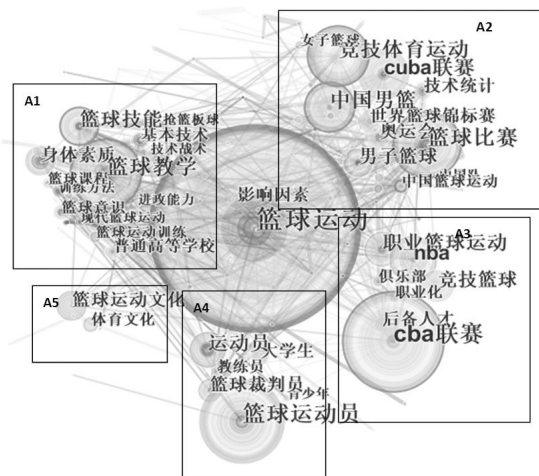 A1
篮球技能
抢篮板球
基本技术
技术战术
身体素质
篮球教学
篮球课程
训练方法
进攻能力
篮球意识
现代篮球运动
篮球运动训练
普通高等学校
A2
女子篮球
竞技体育运动
cuba联赛
技术统计
中国男篮
世界篮球锦标赛
奥运会
篮球比赛
男子篮球
中国篮球运动
影响因素
篮球运动
A3
职业篮球运动
nba
俱乐部
竞技篮球
职业化
后备人才
cba联赛
A5
篮球运动文化
体育文化
A4
运动员
大学生
教练员
篮球裁判员
青少年
篮球运动员